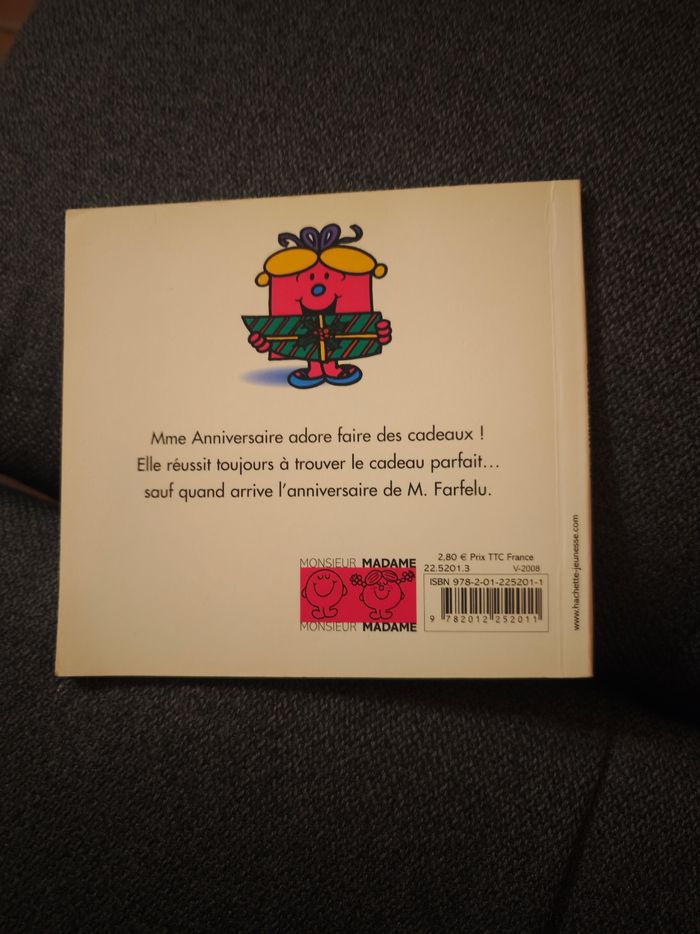 Mme Anniversaire adore faire des cadeaux !
Elle réussit toujours à trouver le cadeau parfait...
sauf quand arrive l'anniversaire de M. Farfelu.
MONSIEUR MADAME
MONSIEUR MADAME
2,80 € Prix TTC France
22.5201.3 V-2008
ISBN 978-2-01-225201-1
9 782012 252011
www.hachette-jeunesse.com